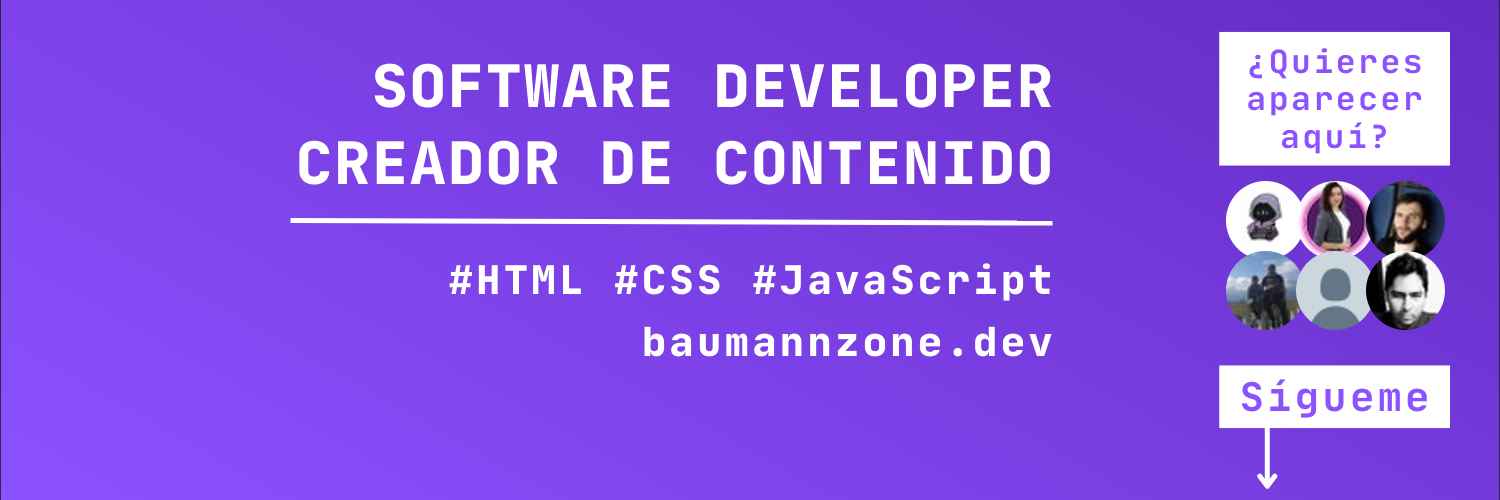 SOFTWARE DEVELOPER
CREADOR DE CONTENIDO
#HTML #CSS #JavaScript
baumannzone.dev
¿Quieres
aparecer
aquí?
Sígueme